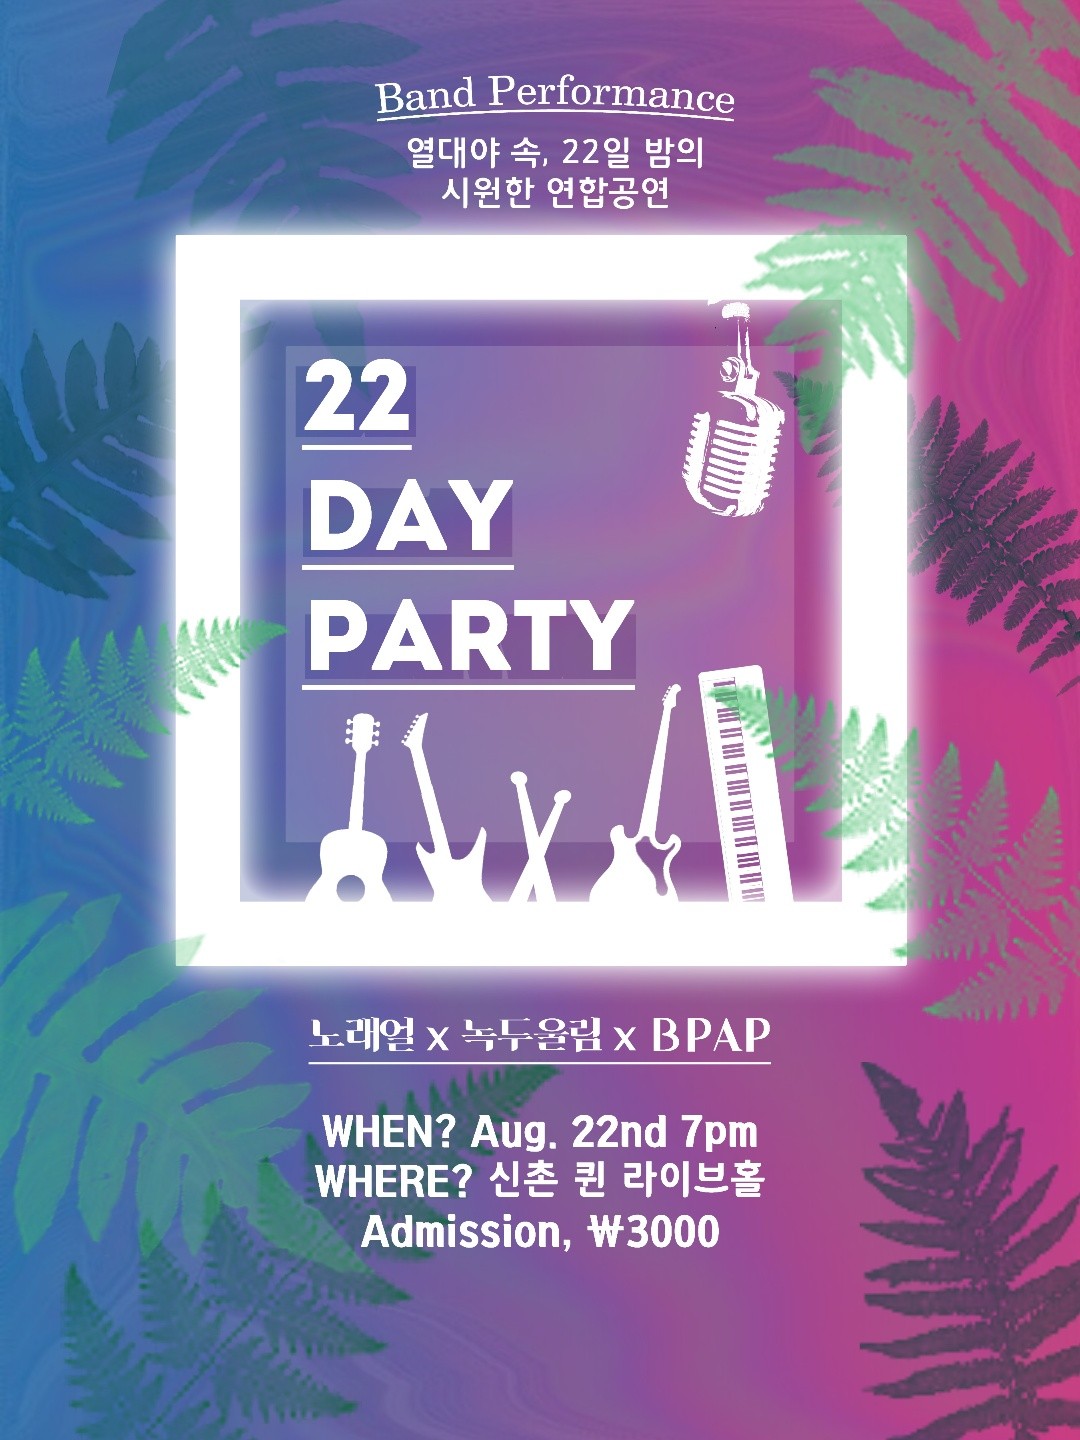 Band Performance
열대야 속, 22일 밤의
시원한 연합공연
22
DAY
PARTY
노래얼 x 녹두울림 x BPAP
WHEN? Aug. 22nd 7pm
WHERE? 신촌 퀸 라이브홀
Admission, ₩3000